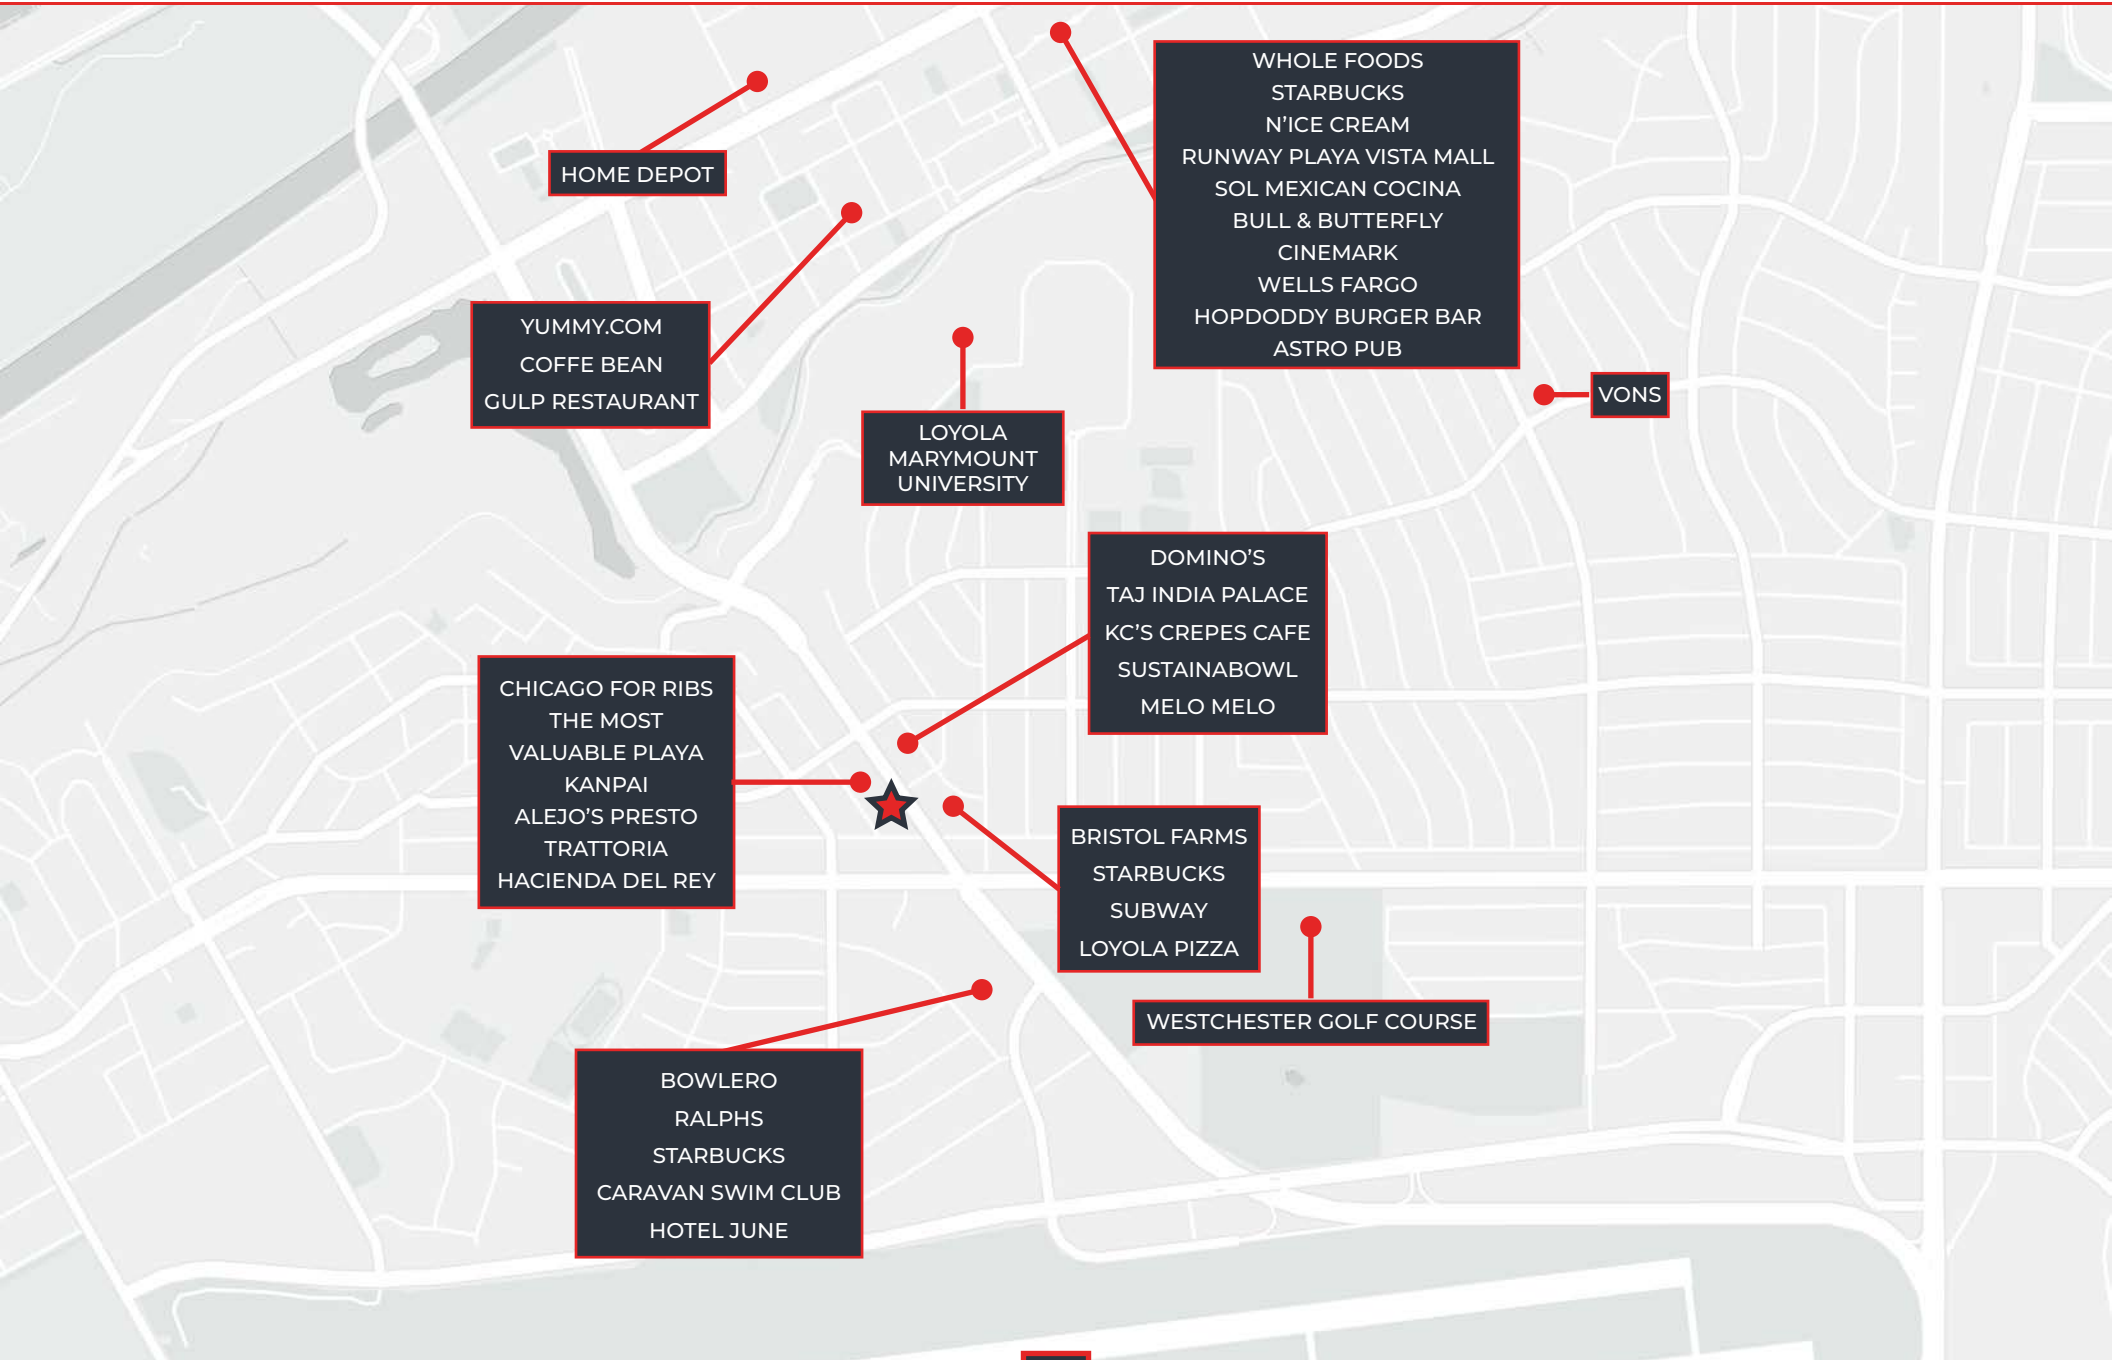 WHOLE FOODS
STARBUCKS
N'ICE CREAM
RUNWAY PLAYA VISTA MALL
SOL MEXICAN COCINA
BULL & BUTTERFLY
CINEMARK
WELLS FARGO
HOPDODDY BURGER BAR
ASTRO PUB
HOME DEPOT
YUMMY.COM
COFFE BEAN
GULP RESTAURANT
VONS
LOYOLA
MARYMOUNT
UNIVERSITY
DOMINO'S
TAJ INDIA PALACE
KC'S CREPES CAFE
SUSTAINABOWL
MELO MELO
CHICAGO FOR RIBS
THE MOST
VALUABLE PLAYA
KANPAI
ALEJO'S PRESTO
TRATTORIA
HACIENDA DEL REY
BRISTOL FARMS
STARBUCKS
SUBWAY
LOYOLA PIZZA
WESTCHESTER GOLF COURSE
BOWLERO
RALPHS
STARBUCKS
CARAVAN SWIM CLUB
HOTEL JUNE